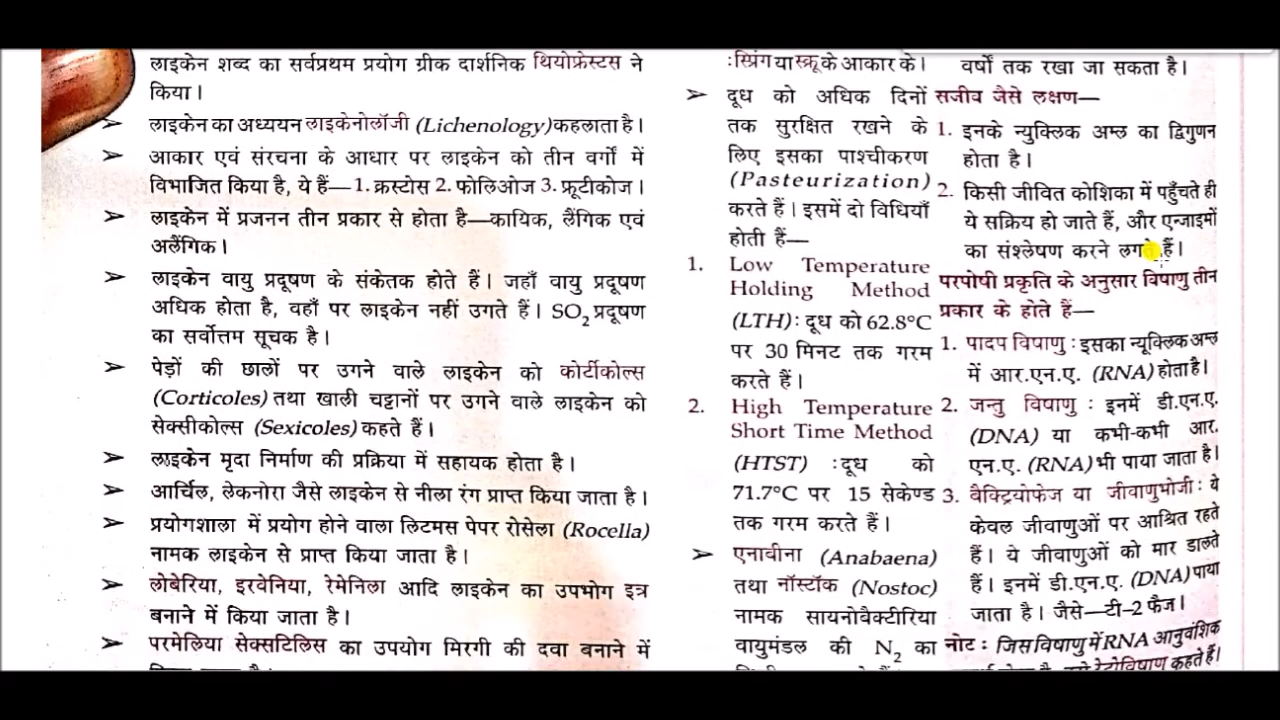 लाइकेन शब्द का सर्वप्रथम प्रयोग ग्रीक दार्शनिक थियोफ्रेस्टस ने
किया।
➢ लाइकेन का अध्ययन लाइकेनोलॉजी (Lichenology) कहलाता है।
➢ आकार एवं संरचना के आधार पर लाइकेन को तीन वर्गों में
विभाजित किया है, ये हैं— 1. क्रस्टोस 2. फोलिओज 3. फ्रूटीकोज।
➢ लाइकेन में प्रजनन तीन प्रकार से होता है—कायिक, लैंगिक एवं
अलैंगिक।
➢ लाइकेन वायु प्रदूषण के संकेतक होते हैं। जहाँ वायु प्रदूषण
अधिक होता है, वहाँ पर लाइकेन नहीं उगते हैं। SO₂ प्रदूषण
का सर्वोत्तम सूचक है।
➢ पेड़ों की छालों पर उगने वाले लाइकेन को कोर्टीकोल्स
(Corticoles) तथा खाली चट्टानों पर उगने वाले लाइकेन को
सेक्सीकोल्स (Sexicoles) कहते हैं।
➢ लाइकेन मृदा निर्माण की प्रक्रिया में सहायक होता है।
➢ आर्चिल, लेकनोरा जैसे लाइकेन से नीला रंग प्राप्त किया जाता है।
➢ प्रयोगशाला में प्रयोग होने वाला लिटमस पेपर रोसेला (Rocella)
नामक लाइकेन से प्राप्त किया जाता है।
➢ लोबेरिया, इरवेनिया, रेमेनिला आदि लाइकेन का उपभोग इत्र
बनाने में किया जाता है।
➢ परमेलिया सेक्सटिलिस का उपयोग मिरगी की दवा बनाने में
: स्प्रिंग या स्क्रू के आकार के।
➢ दूध को अधिक दिनों
तक सुरक्षित रखने के
लिए इसका पाश्चीकरण
(Pasteurization)
करते हैं। इसमें दो विधियाँ
होती हैं—
1. Low Temperature
Holding Method
(LTH) : दूध को 62.8°C
पर 30 मिनट तक गरम
करते हैं।
2. High Temperature
Short Time Method
(HTST) : दूध को
71.7°C पर 15 सेकेण्ड
तक गरम करते हैं।
➢ एनाबीना (Anabaena)
तथा नॉस्टॉक (Nostoc)
नामक सायनोबैक्टीरिया
वायुमंडल की N₂ का
वर्षों तक रखा जा सकता है।
सजीव जैसे लक्षण—
1. इनके न्युक्लिक अम्ल का द्विगुणन
होता है।
2. किसी जीवित कोशिका में पहुँचते ही
ये सक्रिय हो जाते हैं, और एन्जाइमों
का संश्लेषण करने लगते हैं।
परपोषी प्रकृति के अनुसार विषाणु तीन
प्रकार के होते हैं—
1. पादप विषाणु : इसका न्यूक्लिक अम्ल
में आर.एन.ए. (RNA) होता है।
2. जन्तु विषाणु : इनमें डी.एन.ए.
(DNA) या कभी-कभी आर.
एन.ए. (RNA) भी पाया जाता है।
3. बैक्ट्रियोफेज या जीवाणुभोजी : ये
केवल जीवाणुओं पर आश्रित रहते
हैं। ये जीवाणुओं को मार डालते
हैं। इनमें डी.एन.ए. (DNA) पाया
जाता है। जैसे—टी-2 फैज।
नोट : जिस विषाणु में RNA आनुवंशिक
रेट्रोविषाणु कहते हैं।